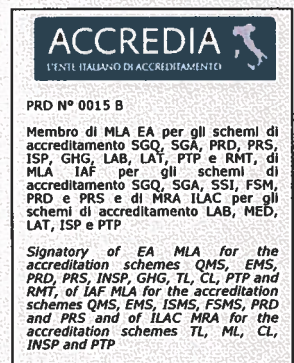 ACCREDIA
L'ENTE ITALIANO DI ACCREDITAMENTO
PRD N° 0015 B
Membro di MLA EA per gli schemi di
accreditamento SGQ, SGA, PRD, PRS,
ISP, GHG, LAB, LAT, PTP e RMT, di
MLA IAF per gli schemi di
accreditamento SGQ, SGA, SSI, FSM,
PRD e PRS e di MRA ILAC per gli
schemi di accreditamento LAB, MED,
LAT, ISP e PTP
Signatory of EA MLA for the
accreditation schemes QMS, EMS,
PRD, PRS, INSP, GHG, TL, CL, PTP and
RMT, of IAF MLA for the accreditation
schemes QMS, EMS, ISMS, FSMS, PRD
and PRS and of ILAC MRA for the
accreditation schemes TL, ML, CL,
INSP and PTP